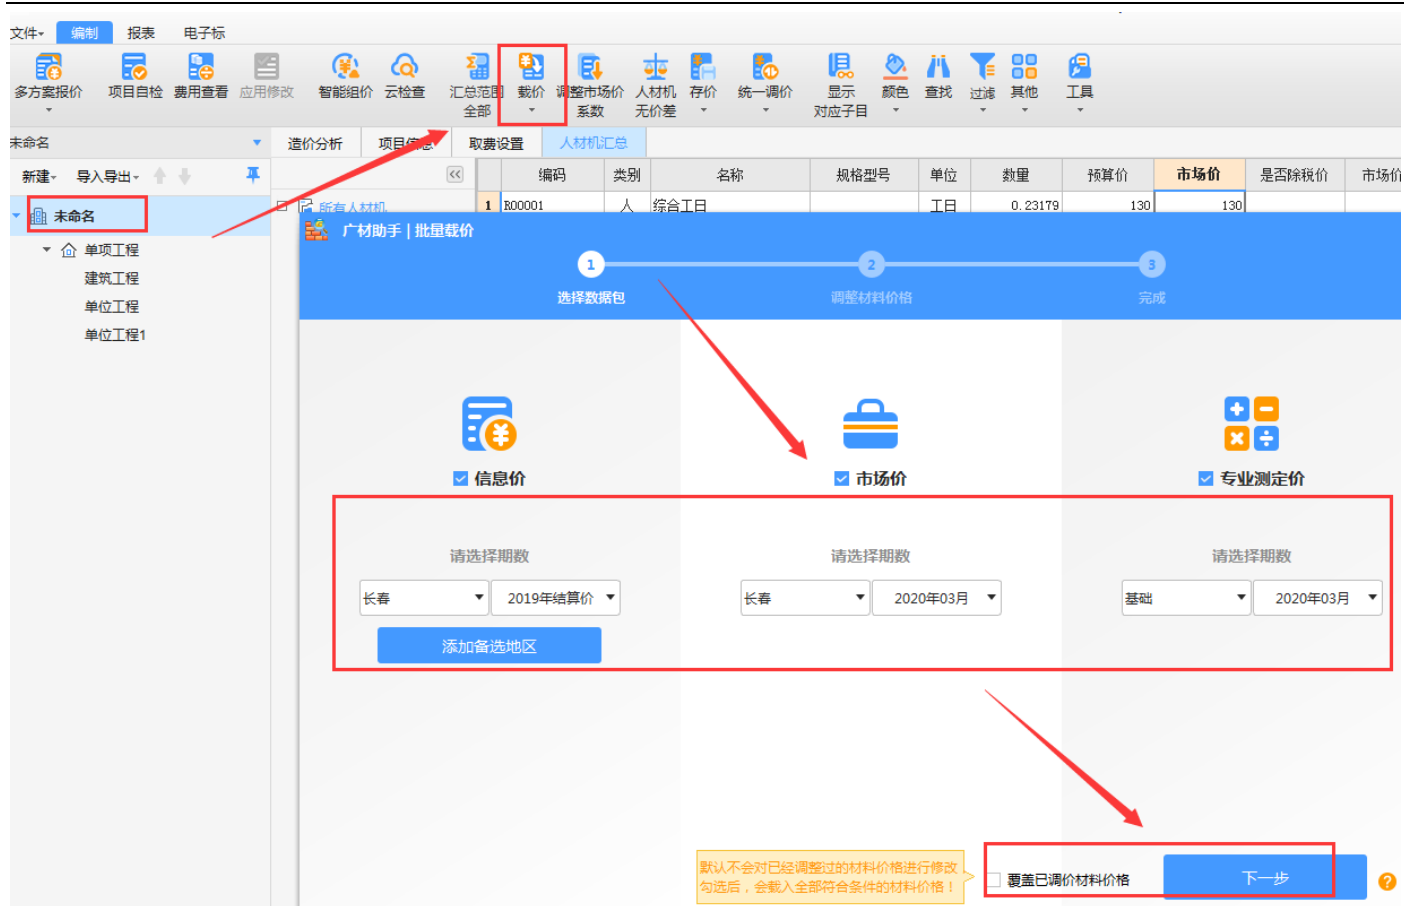 文件 编制 报表 电子标
多方案报价 项目自检 费用查看 应用修改 智能组价 云检查 汇总范围 载价 调整市场价 人材机 存价 统一调价 显示 颜色 查找 过滤 其他 工具
全部 系数 无价差 对应子目
未命名 造价分析 项目信息 取费设置 人材机汇总
新建 导入导出 编码 类别 名称 规格型号 单位 数量 预算价 市场价 是否除税价 市场价
未命名 所有人材机 1 R00001 人 综合工日 工日 0.23179 130 130
广材助手 | 批量载价
单项工程
建筑工程
单位工程
单位工程1
1 2 3
选择数据包 调整材料价格 完成
信息价 市场价 专业测定价
请选择期数 请选择期数 请选择期数
长春 2019年结算价 长春 2020年03月 基础 2020年03月
添加备选地区
默认不会对已经调整过的材料价格进行修改
勾选后，会载入全部符合条件的材料价格！
覆盖已调价材料价格 下一步 ?